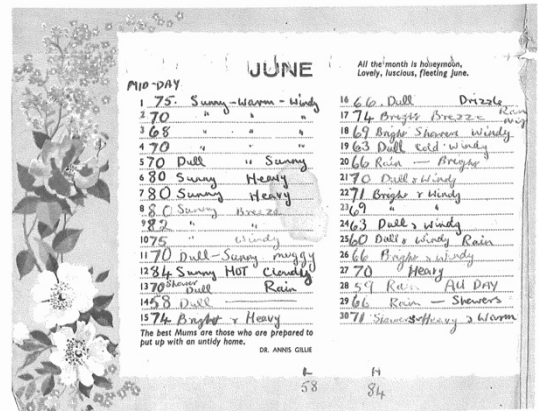 JUNE
All the month is honeymoon,
Lovely, luscious, fleeting June.
MID-DAY
1 75. Sunny-Warm-Windy
2 70 " " "
3 68 " " "
4 70 " " "
5 70 Dull " Sunny
6 80 Sunny Heavy
7 80 Sunny Heavy
8 80 Sunny Breeze
9 82 " "
10 75 " Windy
11 70 Dull-Sunny muggy
12 84 Sunny HOT Cloudy
13 70 Shower Dull Rain
14 58 Dull
15 74 Bright & Heavy
The best Mums are those who are prepared to
put up with an untidy home.
DR. ANNIS GILLIE
16 66. Dull Drizzle
17 74 Bright Breeze Rain
18 69 Bright Showers Windy
19 63 Dull Cold Windy
20 66 Rain - Bright
21 70 Dull & Windy
22 71 Bright & Windy
23 69 " "
24 63 Dull & Windy
25 60 Dull & Windy Rain
26 66 Bright & Windy
27 70 Heavy
28 59 Rain ALL DAY
29 66 Rain - Showers
30 71 Showers Heavy & Warm
L H
58 84